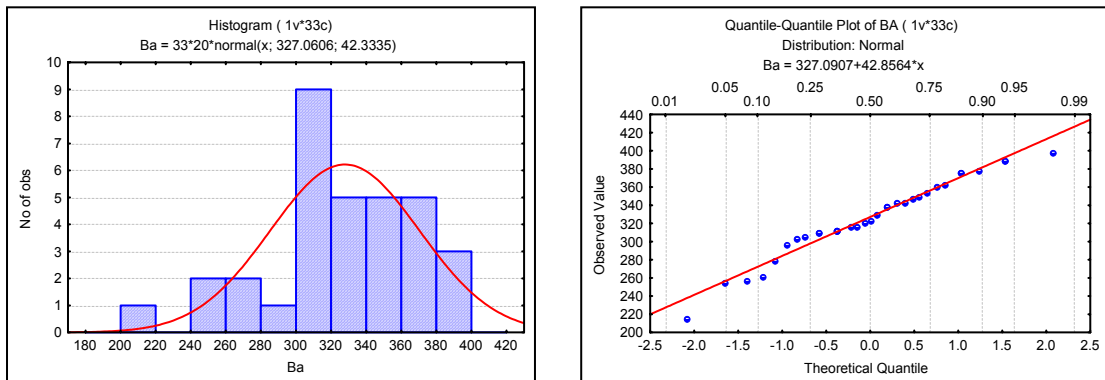 Histogram ( 1v*33c)
Ba = 33*20*normal(x; 327.0606; 42.3335)
10
9
8
7
6
5
4
3
2
1
0
No of obs
180 200 220 240 260 280 300 320 340 360 380 400 420
Ba
Quantile-Quantile Plot of BA ( 1v*33c)
Distribution: Normal
Ba = 327.0907+42.8564*x
0.01 0.05 0.10 0.25 0.50 0.75 0.90 0.95 0.99
440
420
400
380
360
340
320
300
280
260
240
220
200
Observed Value
-2.5 -2.0 -1.5 -1.0 -0.5 0.0 0.5 1.0 1.5 2.0 2.5
Theoretical Quantile